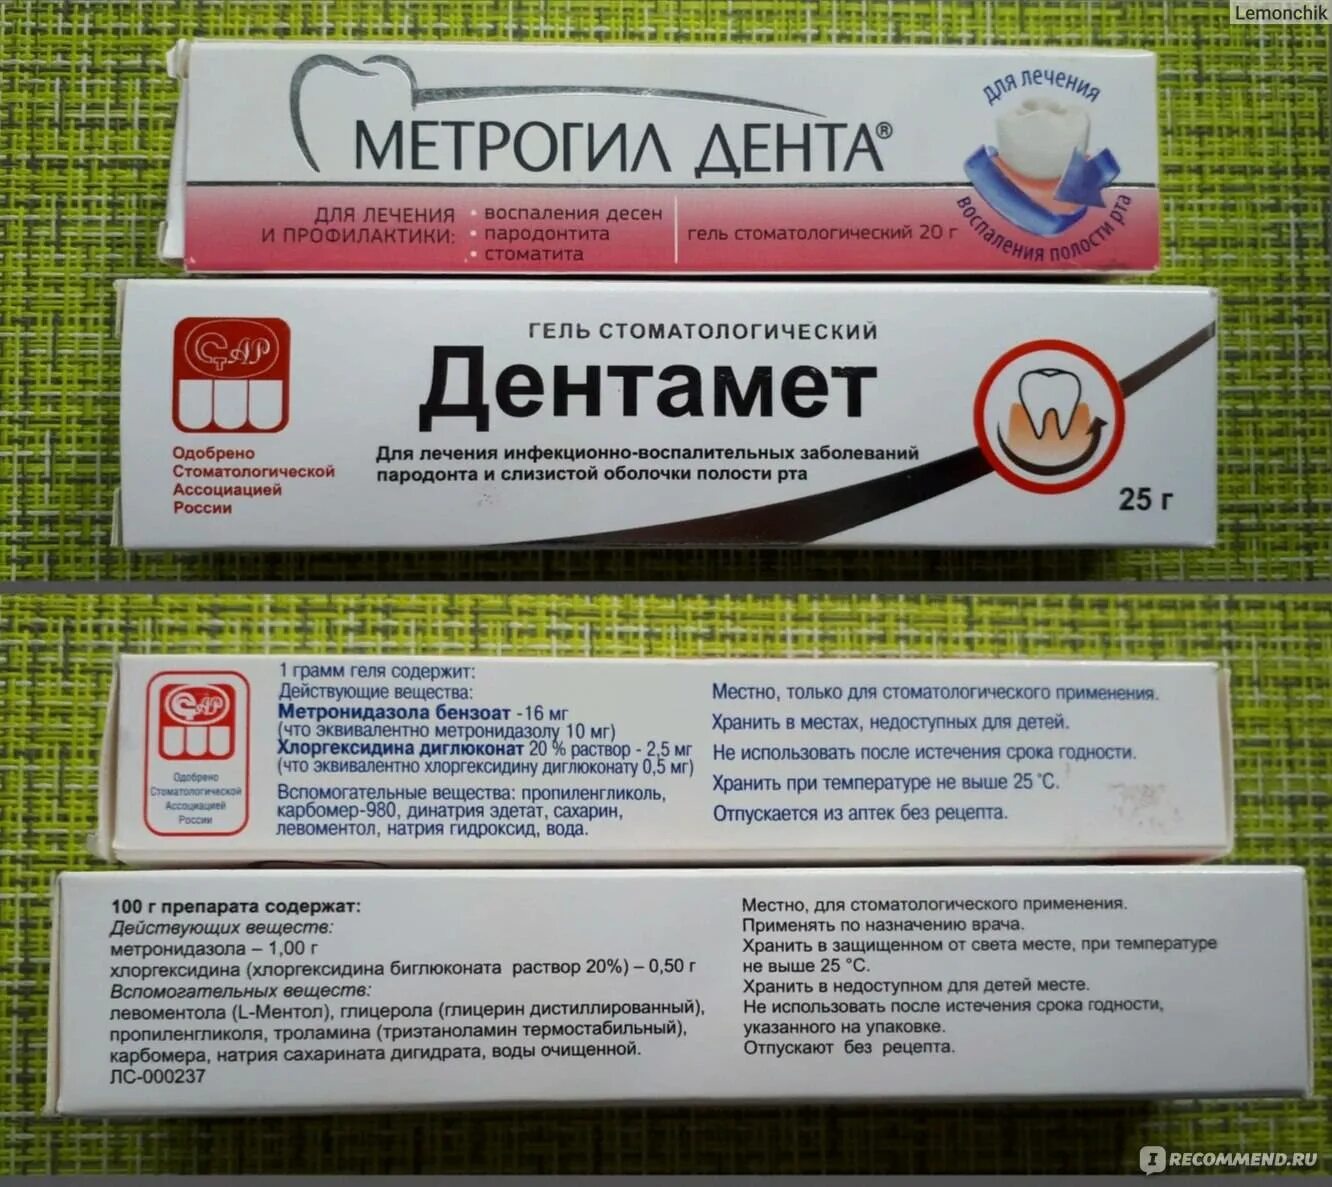 Lemonchik
МЕТРОГИЛ ДЕНТА®
ДЛЯ ЛЕЧЕНИЯ
И ПРОФИЛАКТИКИ:
• воспаления десен
• пародонтита
• стоматита
гель стоматологический 20 г
для лечения
воспаления полости рта
САР
Одобрено
Стоматологической
Ассоциацией
России
ГЕЛЬ СТОМАТОЛОГИЧЕСКИЙ
Дентамет
Для лечения инфекционно-воспалительных заболеваний
пародонта и слизистой оболочки полости рта
25 г
САР
Одобрено
Стоматологической
Ассоциацией
России
1 грамм геля содержит:
Действующие вещества:
Метронидазола бензоат -16 мг
(что эквивалентно метронидазолу 10 мг)
Хлоргексидина диглюконат 20 % раствор - 2,5 мг
(что эквивалентно хлоргексидину диглюконату 0,5 мг)
Вспомогательные вещества: пропиленгликоль,
карбомер-980, динатрия эдетат, сахарин,
левоментол, натрия гидроксид, вода.
Местно, только для стоматологического применения.
Хранить в местах, недоступных для детей.
Не использовать после истечения срока годности.
Хранить при температуре не выше 25 °С.
Отпускается из аптек без рецепта.
100 г препарата содержат:
Действующих веществ:
метронидазола – 1,00 г
хлоргексидина (хлоргексидина биглюконата раствор 20%) – 0,50 г
Вспомогательных веществ:
левоментола (L-Ментол), глицерола (глицерин дистиллированный),
пропиленгликоля, троламина (триэтаноламин термостабильный),
карбомера, натрия сахарината дигидрата, воды очищенной.
ЛС-000237
Местно, для стоматологического применения.
Применять по назначению врача.
Хранить в защищенном от света месте, при температуре
не выше 25 °С.
Хранить в недоступном для детей месте.
Не использовать после истечения срока годности,
указанного на упаковке.
Отпускают без рецепта.
I RECOMMEND.RU